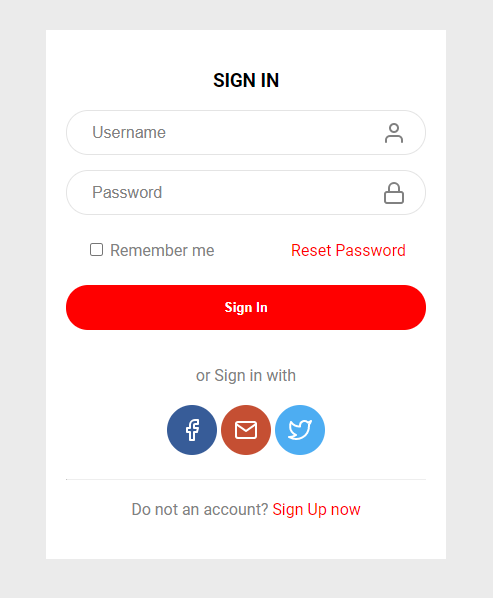 SIGN IN
Username
Password
Remember me Reset Password
Sign In
or Sign in with
Do not an account? Sign Up now